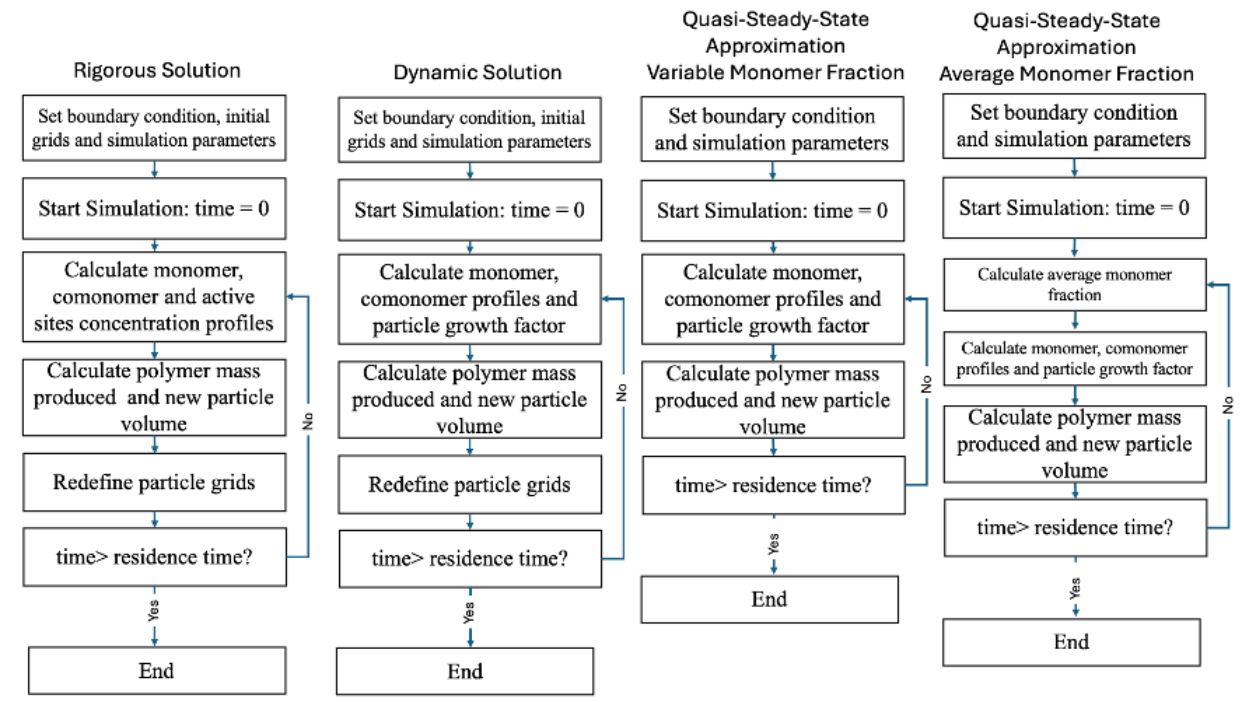 Rigorous Solution
Set boundary condition, initial
grids and simulation parameters
Start Simulation: time = 0
Calculate monomer,
comonomer and active
sites concentration profiles
Calculate polymer mass
produced and new particle
volume
Redefine particle grids
time> residence time?
No
Yes
End
Dynamic Solution
Set boundary condition, initial
grids and simulation parameters
Start Simulation: time = 0
Calculate monomer,
comonomer profiles and
particle growth factor
Calculate polymer mass
produced and new particle
volume
Redefine particle grids
time> residence time?
No
Yes
End
Quasi-Steady-State
Approximation
Variable Monomer Fraction
Set boundary condition
and simulation parameters
Start Simulation: time = 0
Calculate monomer,
comonomer profiles and
particle growth factor
Calculate polymer mass
produced and new particle
volume
time> residence time?
No
Yes
End
Quasi-Steady-State
Approximation
Average Monomer Fraction
Set boundary condition
and simulation parameters
Start Simulation: time = 0
Calculate average monomer
fraction
Calculate monomer, comonomer
profiles and particle growth factor
Calculate polymer mass
produced and new particle
volume
time> residence time?
No
Yes
End